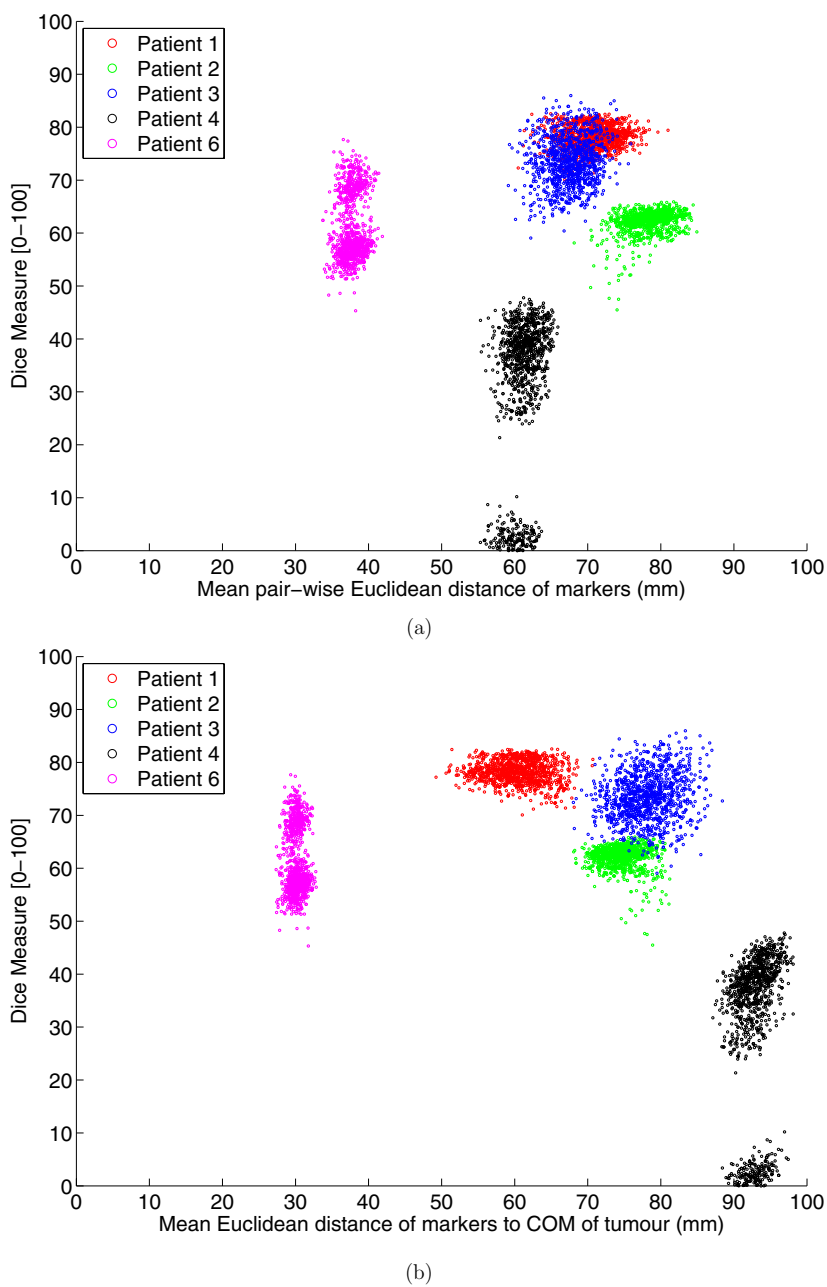 100
90
80
70
60
50
40
30
20
10
0
Dice Measure [0−100]
Patient 1
Patient 2
Patient 3
Patient 4
Patient 6
0 10 20 30 40 50 60 70 80 90 100
Mean pair−wise Euclidean distance of markers (mm)
(a)
100
90
80
70
60
50
40
30
20
10
0
Dice Measure [0−100]
Patient 1
Patient 2
Patient 3
Patient 4
Patient 6
0 10 20 30 40 50 60 70 80 90 100
Mean Euclidean distance of markers to COM of tumour (mm)
(b)